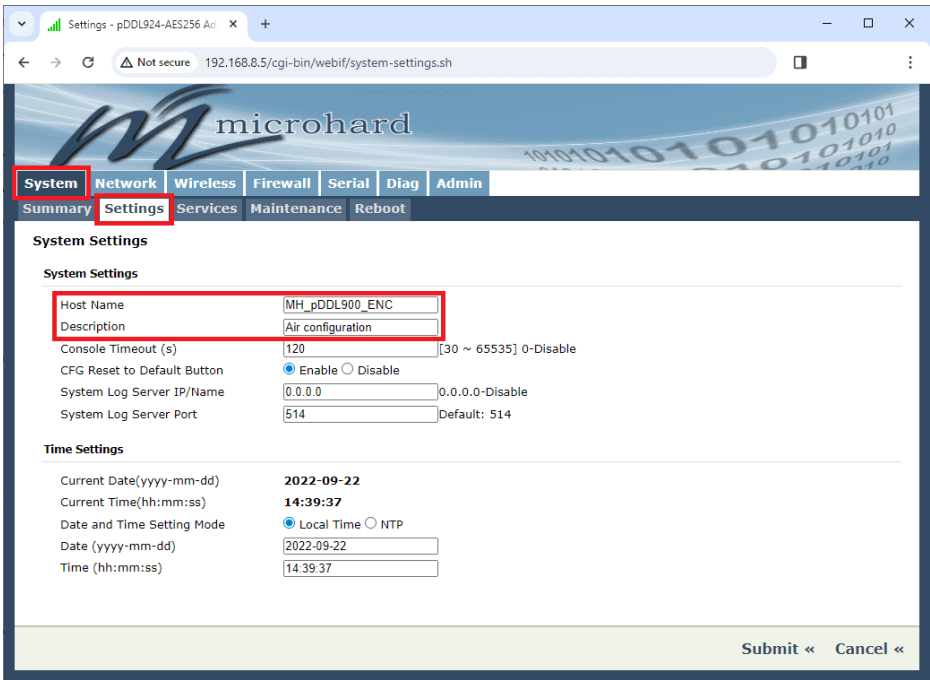 Settings - pDDL924-AES256 Ad
Not secure 192.168.8.5/cgi-bin/webif/system-settings.sh
microhard
System Network Wireless Firewall Serial Diag Admin
Summary Settings Services Maintenance Reboot
System Settings
System Settings
Host Name MH_pDDL900_ENC
Description Air configuration
Console Timeout (s) 120 [30 ~ 65535] 0-Disable
CFG Reset to Default Button Enable Disable
System Log Server IP/Name 0.0.0.0 0.0.0.0-Disable
System Log Server Port 514 Default: 514
Time Settings
Current Date(yyyy-mm-dd) 2022-09-22
Current Time(hh:mm:ss) 14:39:37
Date and Time Setting Mode Local Time NTP
Date (yyyy-mm-dd) 2022-09-22
Time (hh:mm:ss) 14:39:37
Submit « Cancel «